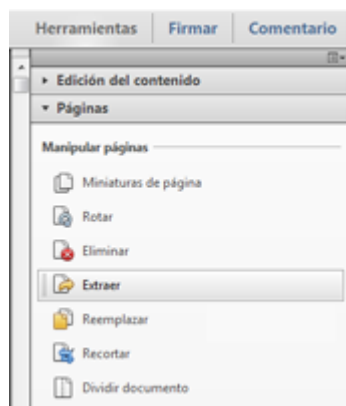 Herramientas Firmar Comentario
Edición del contenido
Páginas
Manipular páginas
Miniaturas de página
Rotar
Eliminar
Extraer
Reemplazar
Recortar
Dividir documento